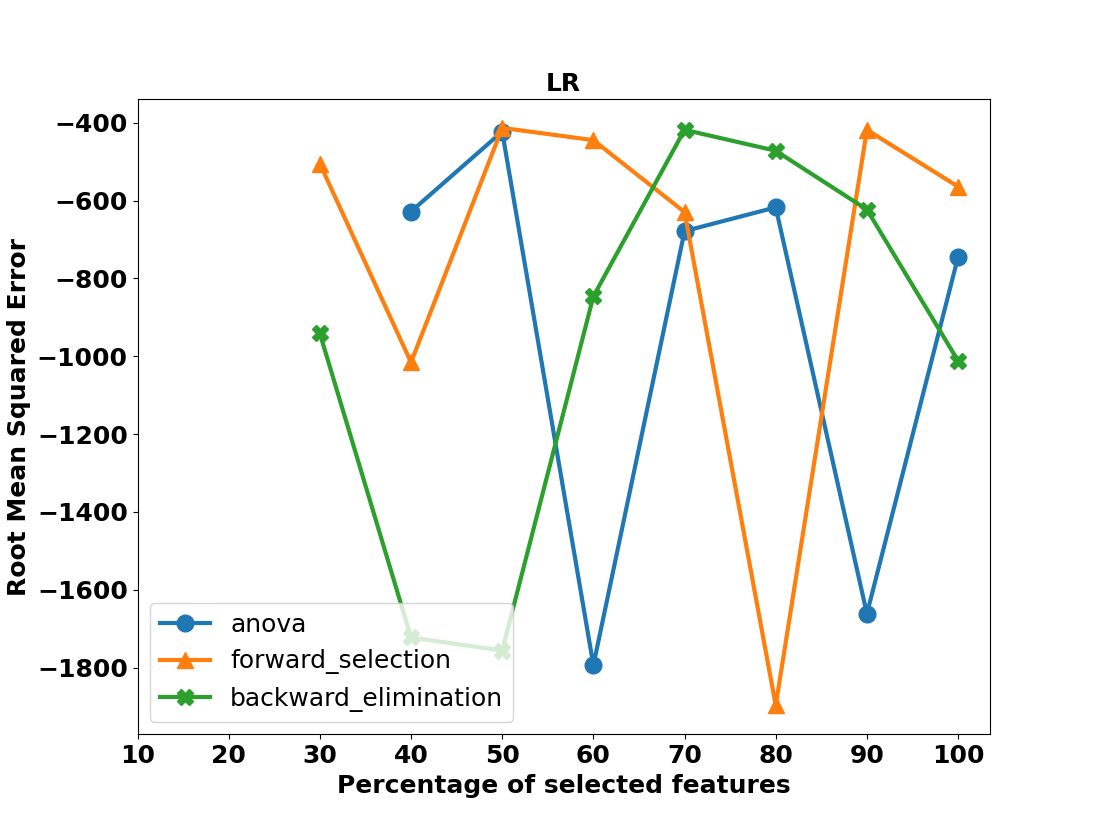 LR
Root Mean Squared Error
−400
−600
−800
−1000
−1200
−1400
−1600
−1800
anova
forward_selection
backward_elimination
10 20 30 40 50 60 70 80 90 100
Percentage of selected features